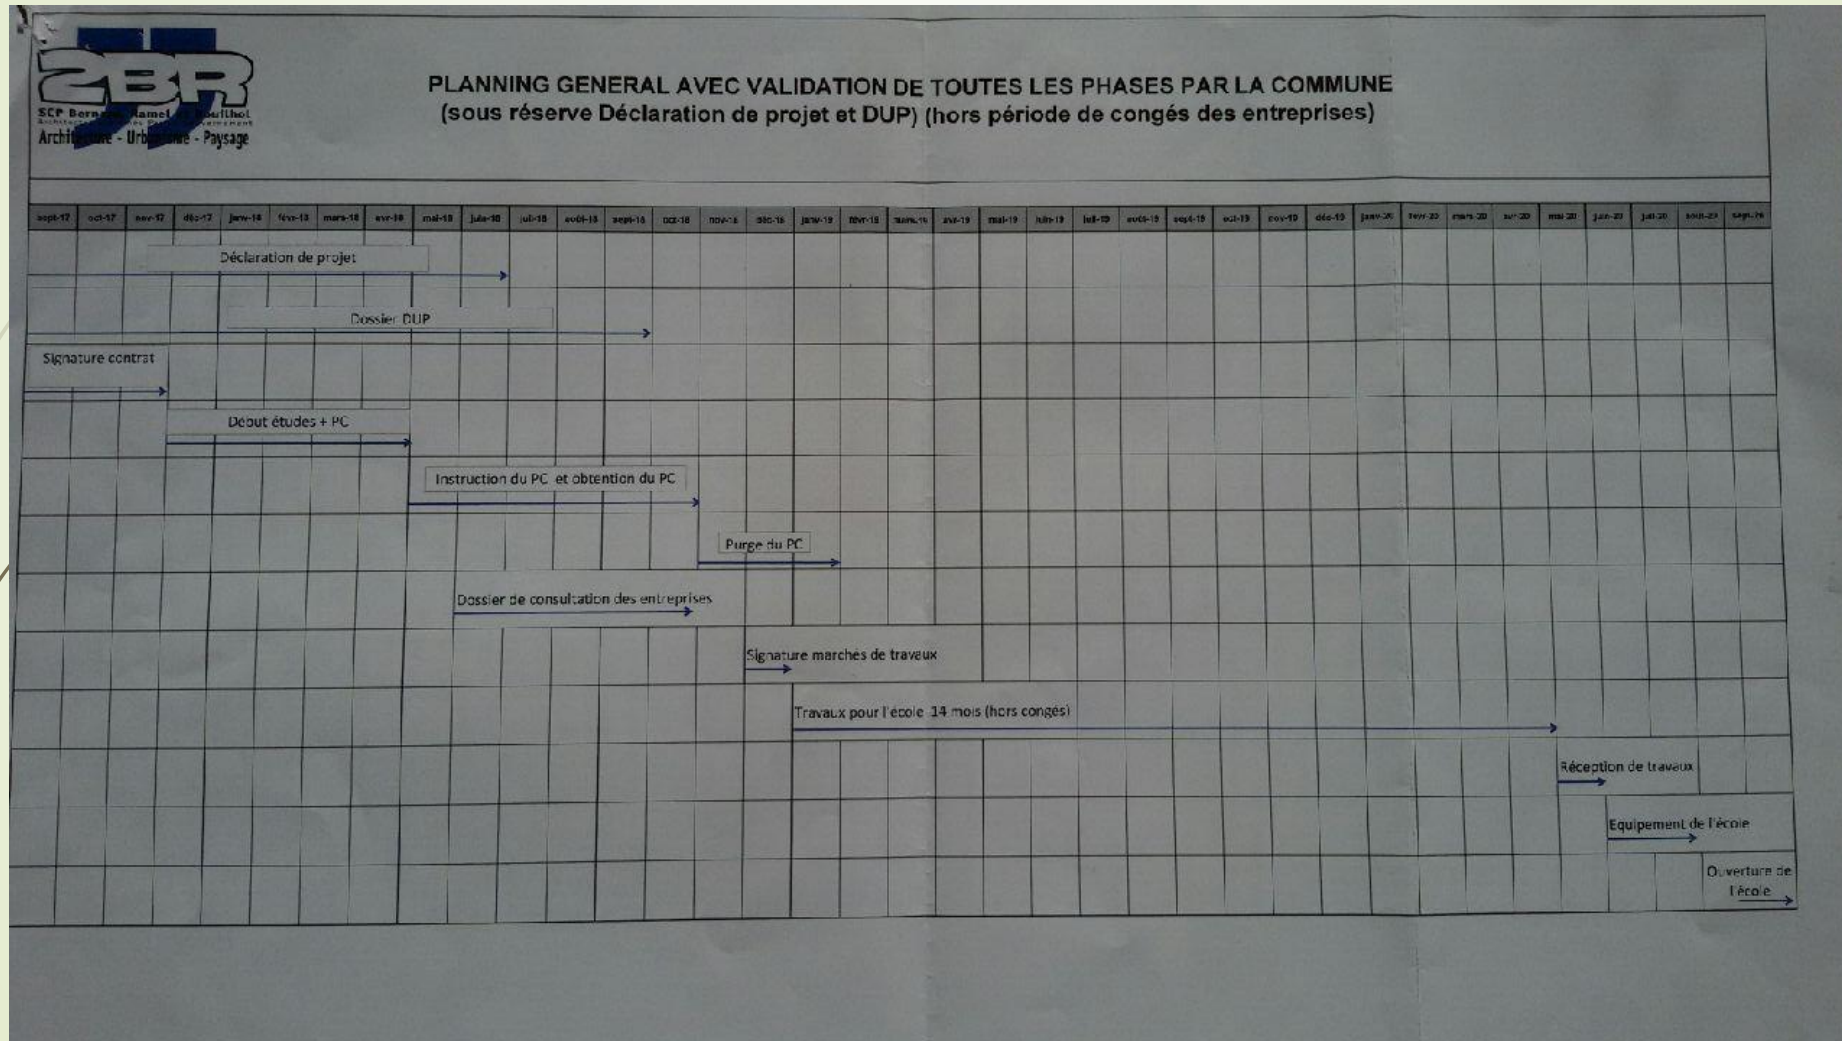 2BR
PLANNING GENERAL AVEC VALIDATION DE TOUTES LES PHASES PAR LA COMMUNE
(sous réserve Déclaration de projet et DUP) (hors période de congés des entreprises)
SCP
Architecture - Urbanisme - Paysage
sept-17 oct-17 nov-17 déc-17 janv-18 févr-18 mars-18 avr-18 mai-18 juin-18 juil-18 août-18 sept-18 oct-18 nov-18 déc-18 janv-19 févr-19 mars-19 avr-19 mai-19 juin-19 juil-19 août-19 sept-19 oct-19 nov-19 déc-19 janv-20 févr-20 mars-20 avr-20 mai-20 juin-20 juil-20 août-20 sept-20
Déclaration de projet
Dossier DUP
Signature contrat
Début études + PC
Instruction du PC et obtention du PC
Purge du PC
Dossier de consultation des entreprises
Signature marchés de travaux
Travaux pour l'école 14 mois (hors congés)
Réception de travaux
Equipement de l'école
Ouverture de
l'école